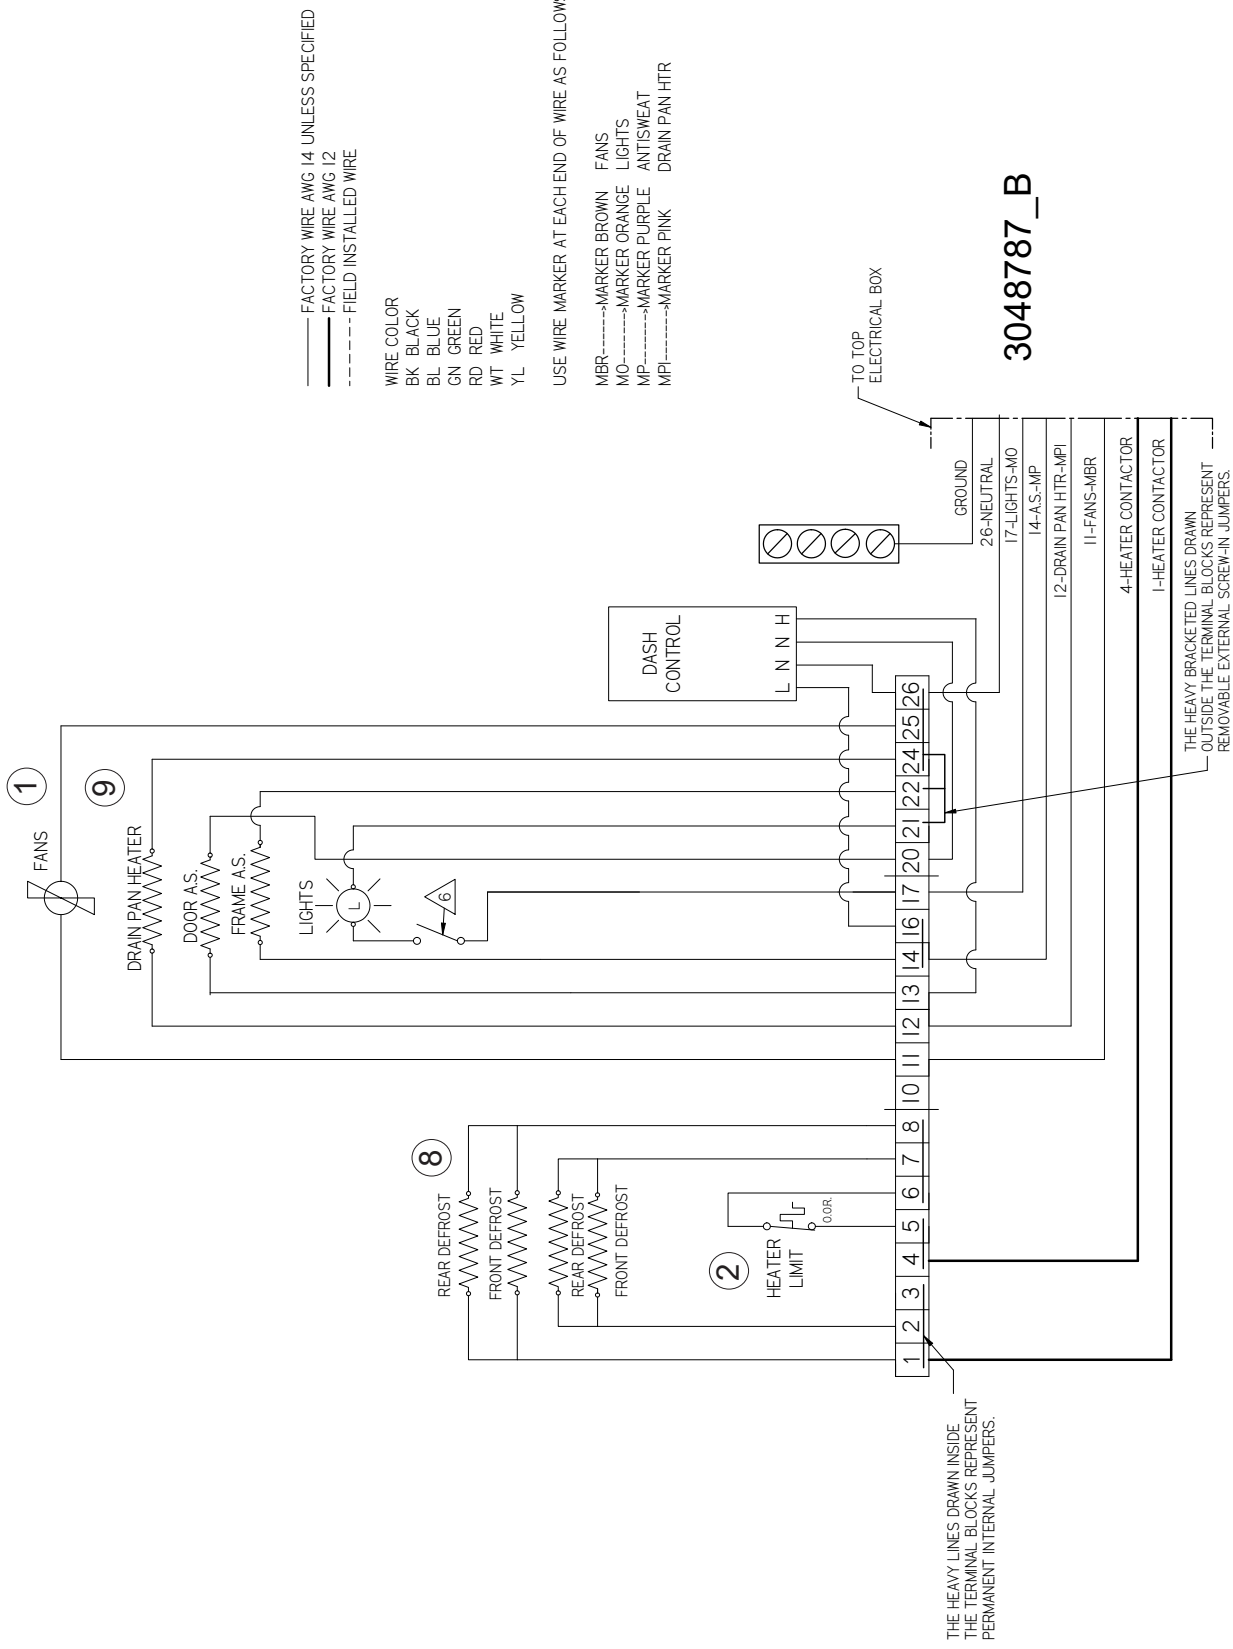 FACTORY WIRE AWG 14 UNLESS SPECIFIED
FACTORY WIRE AWG 12
FIELD INSTALLED WIRE
WIRE COLOR
BK BLACK
BL BLUE
GN GREEN
RD RED
WT WHITE
YL YELLOW
USE WIRE MARKER AT EACH END OF WIRE AS FOLLOWS
MBR-------->MARKER BROWN FANS
MO--------->MARKER ORANGE LIGHTS
MP--------->MARKER PURPLE ANTISWEAT
MPI-------->MARKER PINK DRAIN PAN HTR
1
FANS
9
DRAIN PAN HEATER
DOOR A.S.
FRAME A.S.
LIGHTS
L
6
8
REAR DEFROST
FRONT DEFROST
REAR DEFROST
FRONT DEFROST
2
HEATER
LIMIT
O.O.R.
DASH
CONTROL
L N N H
1 2 3 4 5 6 7 8 10 11 12 13 14 16 17 20 21 22 24 25 26
TO TOP
ELECTRICAL BOX
GROUND
26-NEUTRAL
17-LIGHTS-MO
14-A.S.-MP
12-DRAIN PAN HTR-MPI
11-FANS-MBR
4-HEATER CONTACTOR
1-HEATER CONTACTOR
3048787_B
THE HEAVY LINES DRAWN INSIDE
THE TERMINAL BLOCKS REPRESENT
PERMANENT INTERNAL JUMPERS.
THE HEAVY BRACKETED LINES DRAWN
OUTSIDE THE TERMINAL BLOCKS REPRESENT
REMOVABLE EXTERNAL SCREW-IN JUMPERS.